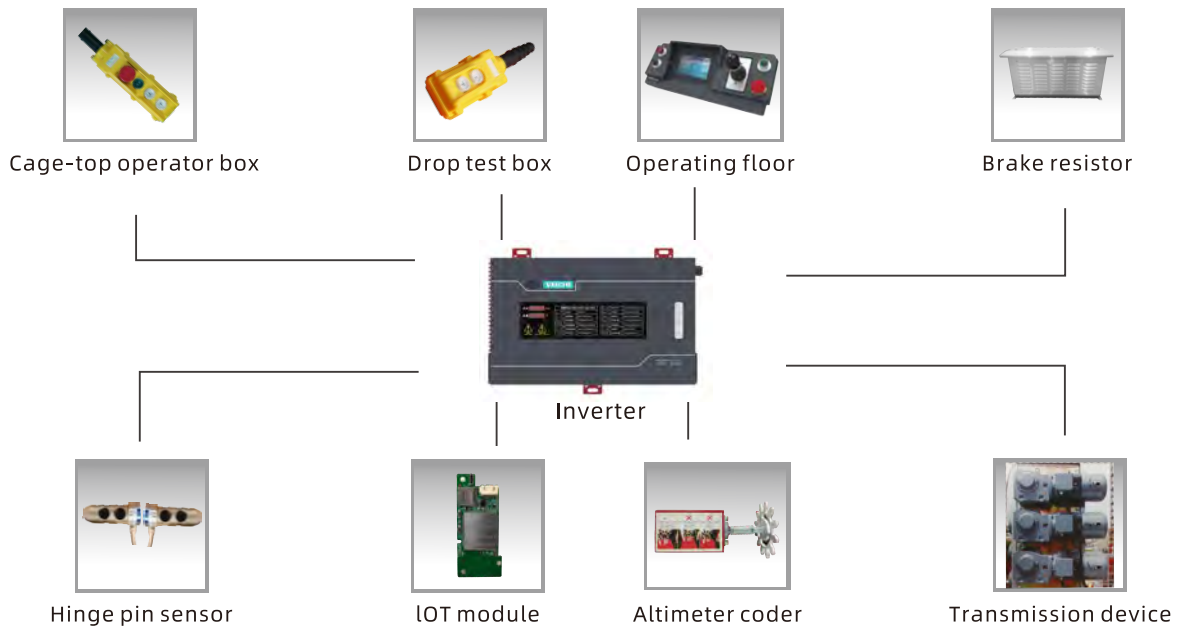 Cage-top operator box
Drop test box
Operating floor
Brake resistor
Inverter
Hinge pin sensor
lOT module
Altimeter coder
Transmission device